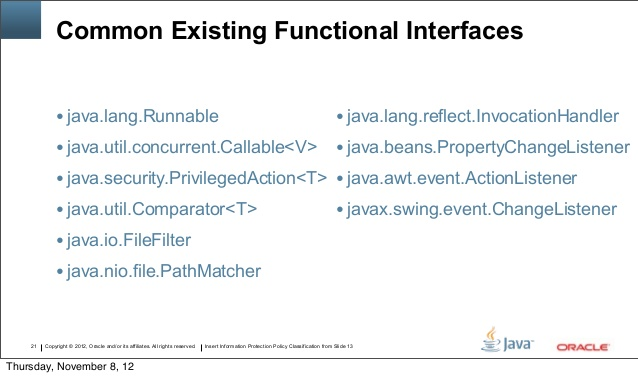 Common Existing Functional Interfaces
• java.lang.Runnable
• java.util.concurrent.Callable<V>
• java.security.PrivilegedAction<T>
• java.util.Comparator<T>
• java.io.FileFilter
• java.nio.file.PathMatcher
• java.lang.reflect.InvocationHandler
• java.beans.PropertyChangeListener
• java.awt.event.ActionListener
• javax.swing.event.ChangeListener
21 Copyright © 2012, Oracle and/or its affiliates. All rights reserved Insert Information Protection Policy Classification from Slide 13
Java™
ORACLE®
Thursday, November 8, 12